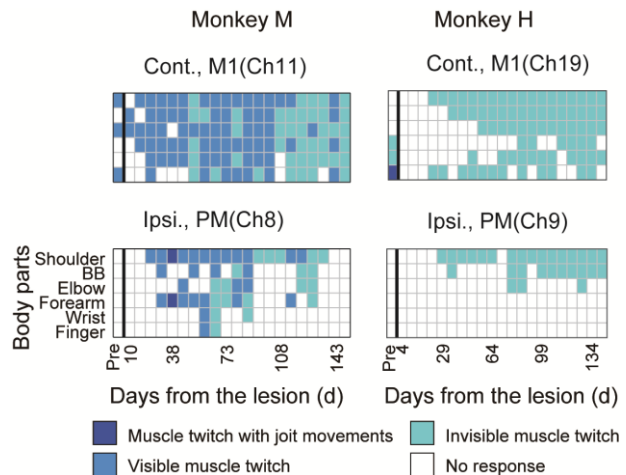 Monkey M
Monkey H
Cont., M1(Ch11)
Cont., M1(Ch19)
Ipsi., PM(Ch8)
Ipsi., PM(Ch9)
Body parts
Shoulder
BB
Elbow
Forearm
Wrist
Finger
Pre 10 38 73 108 143
Pre 4 29 64 99 134
Days from the lesion (d)
Days from the lesion (d)
Muscle twitch with joit movements
Invisible muscle twitch
Visible muscle twitch
No response